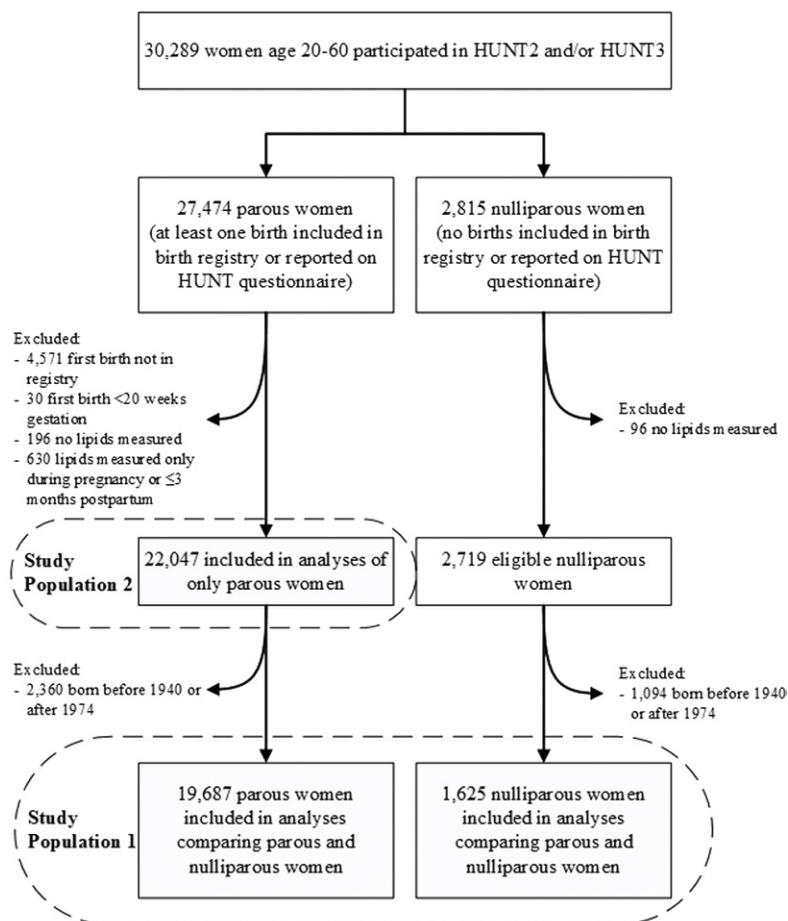 30,289 women age 20-60 participated in HUNT2 and/or HUNT3
27,474 parous women
(at least one birth included in
birth registry or reported on
HUNT questionnaire)
2,815 nulliparous women
(no births included in birth
registry or reported on HUNT
questionnaire)
Excluded:
- 4,571 first birth not in
registry
- 30 first birth <20 weeks
gestation
- 196 no lipids measured
- 630 lipids measured only
during pregnancy or ≤3
months postpartum
Excluded:
- 96 no lipids measured
Study
Population 2
22,047 included in analyses of
only parous women
2,719 eligible nulliparous
women
Excluded:
- 2,360 born before 1940 or
after 1974
Excluded:
- 1,094 born before 1940
or after 1974
Study
Population 1
19,687 parous women
included in analyses
comparing parous and
nulliparous women
1,625 nulliparous women
included in analyses
comparing parous and
nulliparous women